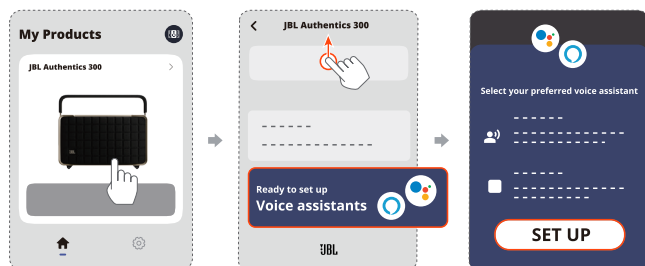 My Products
JBL Authentics 300
JBL Authentics 300
Ready to set up
Voice assistants
JBL
Select your preferred voice assistant
SET UP